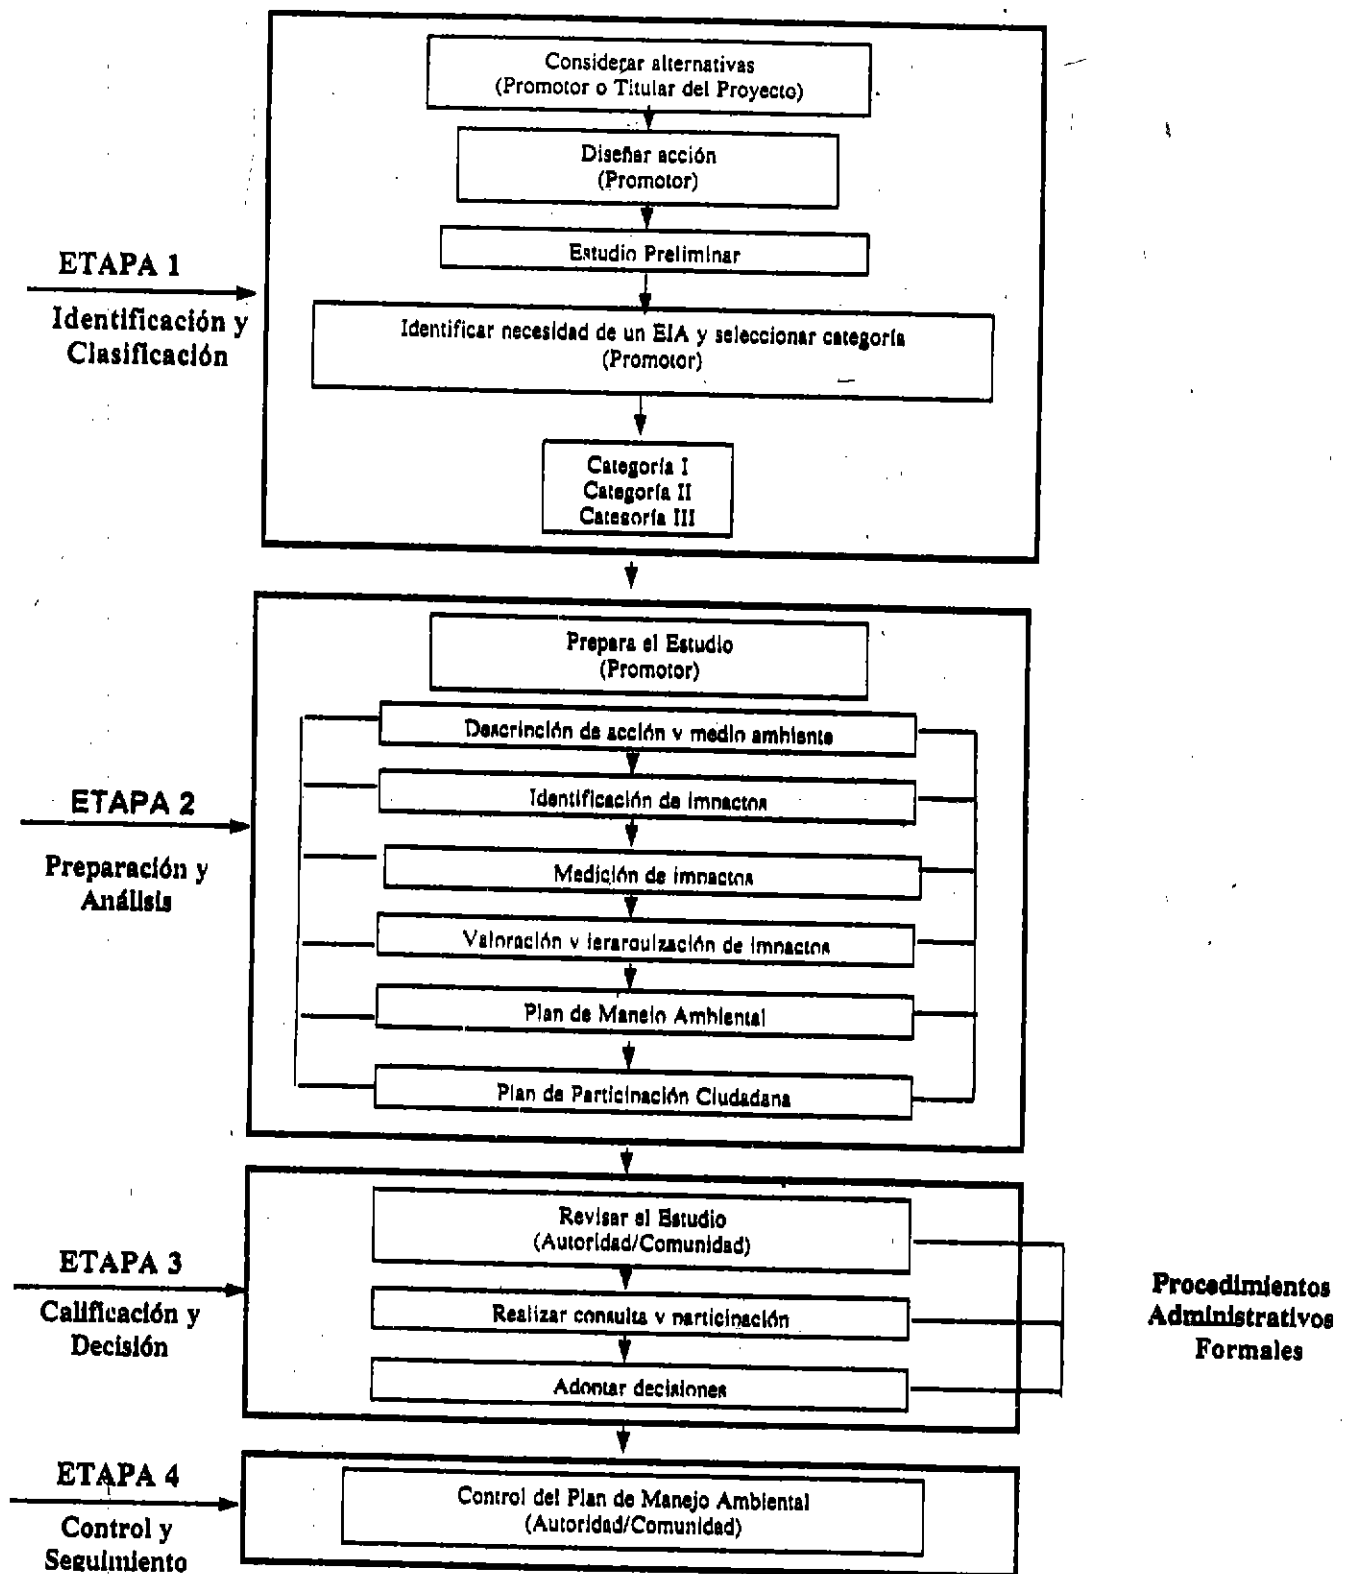 Considerar alternativas
(Promotor o Titular del Proyecto)
Diseñar acción
(Promotor)
Estudio Preliminar
ETAPA 1
Identificación y
Clasificación
Identificar necesidad de un EIA y seleccionar categoría
(Promotor)
Categoría I
Categoría II
Categoría III
Prepara el Estudio
(Promotor)
Descripción de acción y medio ambiente
Identificación de impactos
ETAPA 2
Preparación y
Análisis
Medición de impactos
Valoración y jerarquización de impactos
Plan de Manejo Ambiental
Plan de Participación Ciudadana
Revisar el Estudio
(Autoridad/Comunidad)
ETAPA 3
Calificación y
Decisión
Realizar consulta y participación
Adoptar decisiones
Procedimientos
Administrativos
Formales
ETAPA 4
Control y
Seguimiento
Control del Plan de Manejo Ambiental
(Autoridad/Comunidad)